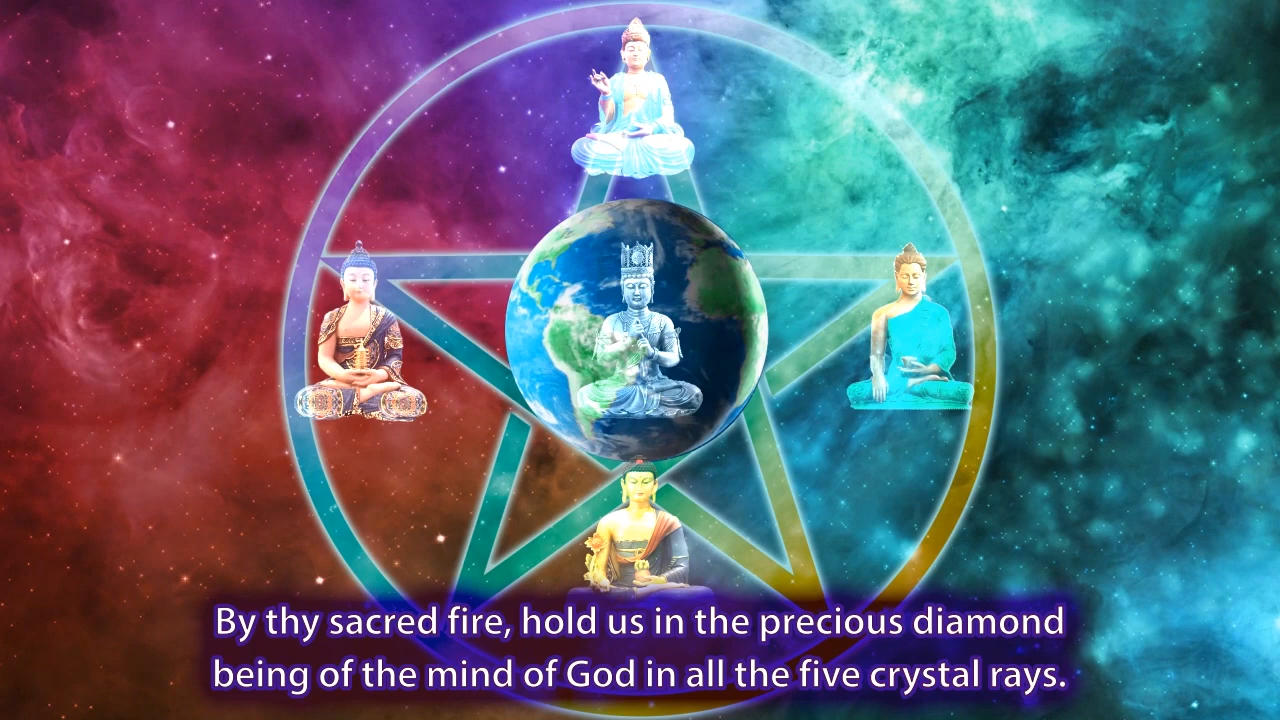 By thy sacred fire, hold us in the precious diamond
being of the mind of God in all the five crystal rays.